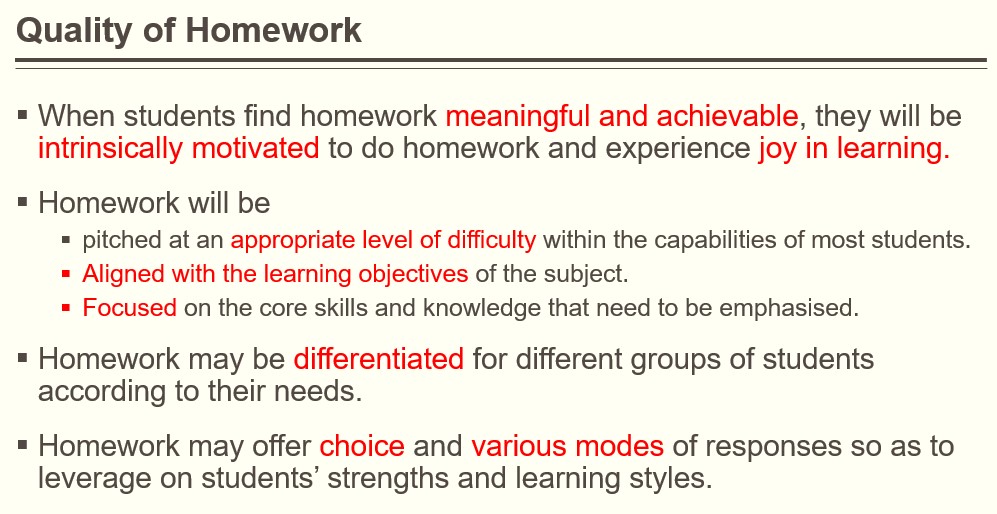 Quality of Homework
▪ When students find homework meaningful and achievable, they will be
intrinsically motivated to do homework and experience joy in learning.
▪ Homework will be
▪ pitched at an appropriate level of difficulty within the capabilities of most students.
▪ Aligned with the learning objectives of the subject.
▪ Focused on the core skills and knowledge that need to be emphasised.
▪ Homework may be differentiated for different groups of students
according to their needs.
▪ Homework may offer choice and various modes of responses so as to
leverage on students’ strengths and learning styles.